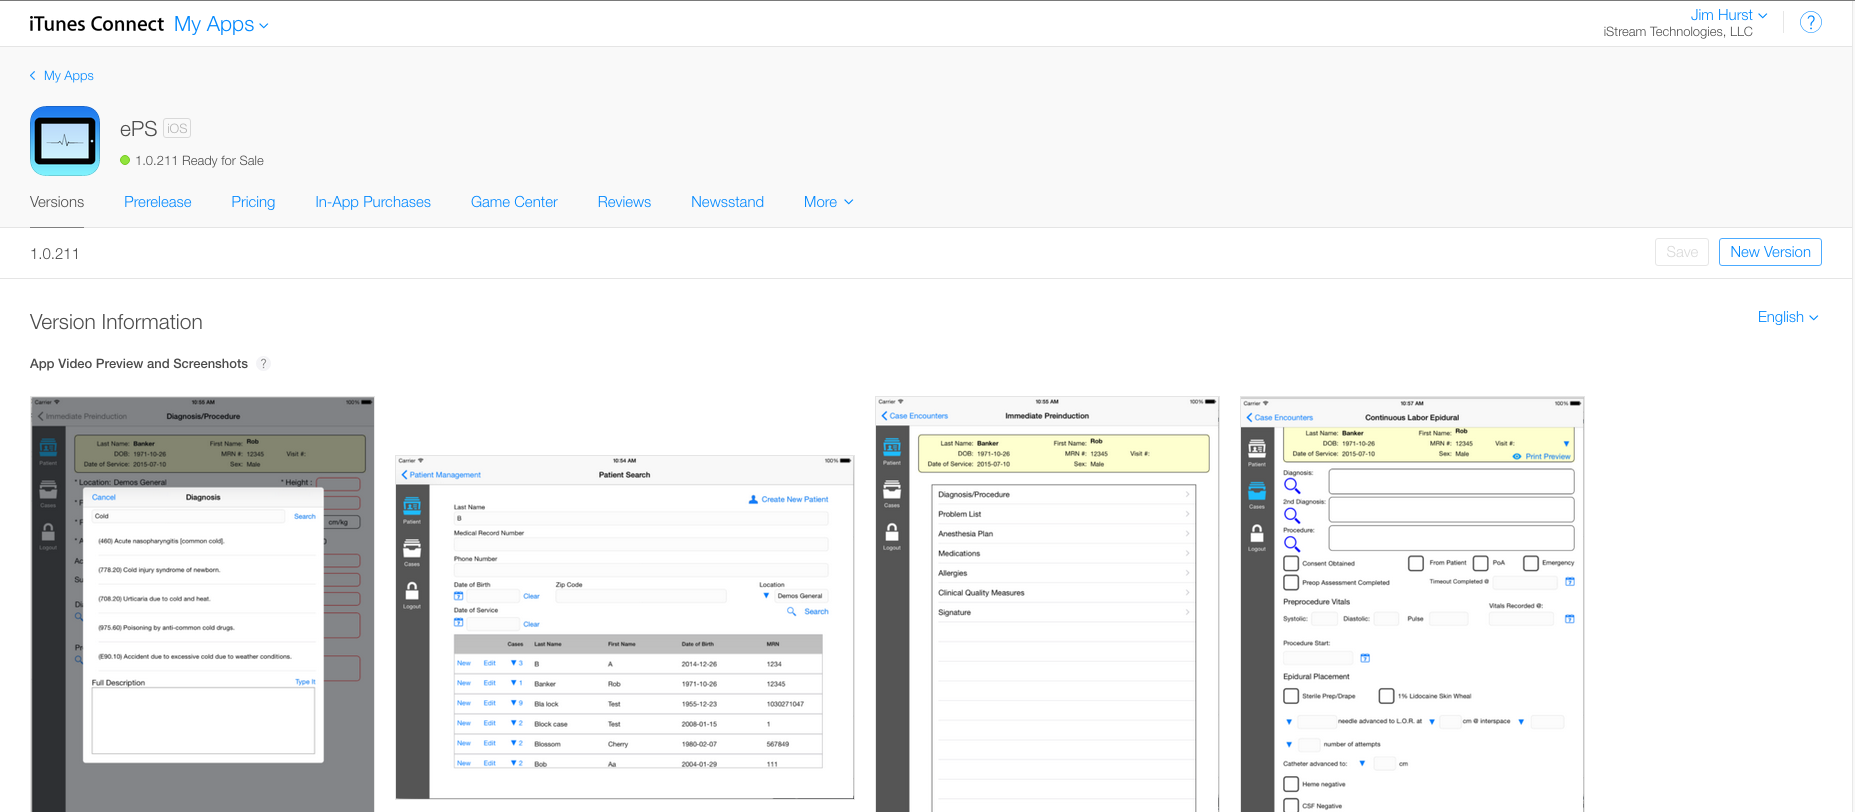 iTunes Connect My Apps
Jim Hurst
iStream Technologies, LLC
?
My Apps
ePS iOS
1.0.211 Ready for Sale
Versions Prerelease Pricing In-App Purchases Game Center Reviews Newsstand More
1.0.211
Save New Version
Version Information
English
App Video Preview and Screenshots ?
Carrier 10:55 AM 100%
Immediate Preinduction Diagnosis/Procedure
Last Name: Banker First Name: Rob
DOB: 1971-10-26 MRN #: 12345 Visit #:
Date of Service: 2015-07-10 Sex: Male
Patient
* Location: Demos General * Height :
Cases
Logout
cm/kg
Cancel Diagnosis
Cold Search
(460) Acute nasopharyngitis [common cold].
(778.20) Cold injury syndrome of newborn.
(708.20) Urticaria due to cold and heat.
(975.60) Poisoning by anti-common cold drugs.
(E90.10) Accident due to excessive cold due to weather conditions.
Full Description Type It
Carrier 10:54 AM 100%
Patient Management Patient Search
Patient
Cases
Logout
Create New Patient
Last Name
B
Medical Record Number
Phone Number
Date of Birth Zip Code Location
Clear Demos General
Date of Service Search
Clear
Cases Last Name First Name Date of Birth MRN
New Edit 3 B A 2014-12-26 1234
New Edit 1 Banker Rob 1971-10-26 12345
New Edit 9 Bla lock Test 1955-12-23 1030271047
New Edit 2 Block case Test 2008-01-15 1
New Edit 2 Blossom Cherry 1980-02-07 567849
New Edit 2 Bob Aa 2004-01-29 111
Carrier 10:55 AM 100%
Case Encounters Immediate Preinduction
Patient
Cases
Logout
Last Name: Banker First Name: Rob
DOB: 1971-10-26 MRN #: 12345 Visit #:
Date of Service: 2015-07-10 Sex: Male
Diagnosis/Procedure
Problem List
Anesthesia Plan
Medications
Allergies
Clinical Quality Measures
Signature
Carrier 10:57 AM 100%
Case Encounters Continuous Labor Epidural
Patient
Cases
Logout
Last Name: Banker First Name: Rob
DOB: 1971-10-26 MRN #: 12345 Visit #:
Date of Service: 2015-07-10 Sex: Male Print Preview
Diagnosis:
2nd Diagnosis:
Procedure:
Consent Obtained From Patient PoA Emergency
Preop Assessment Completed Timeout Completed @
Preprocedure Vitals Vitals Recorded @:
Systolic: Diastolic: Pulse
Procedure Start:
Epidural Placement
Sterile Prep/Drape 1% Lidocaine Skin Wheal
needle advanced to L.O.R. at cm @ interspace
number of attempts
Catheter advanced to: cm
Heme negative
CSF Negative